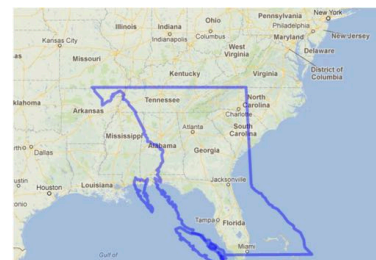 New York
Pennsylvania
Philadelphia
Ohio
Illinois
Indiana
Columbus
Maryland
New Jersey
Indianapolis
Kansas City
West
Virginia
Delaware
Missouri
District of
Columbia
Kentucky
Virginia
Oklahoma
Tennessee
North
Carolina
Arkansas
Charlotte
South
Carolina
Atlanta
Mississippi
Alabama
Georgia
Dallas
Louisiana
Jacksonville
Houston
Tampa
Florida
Miami
Gulf of